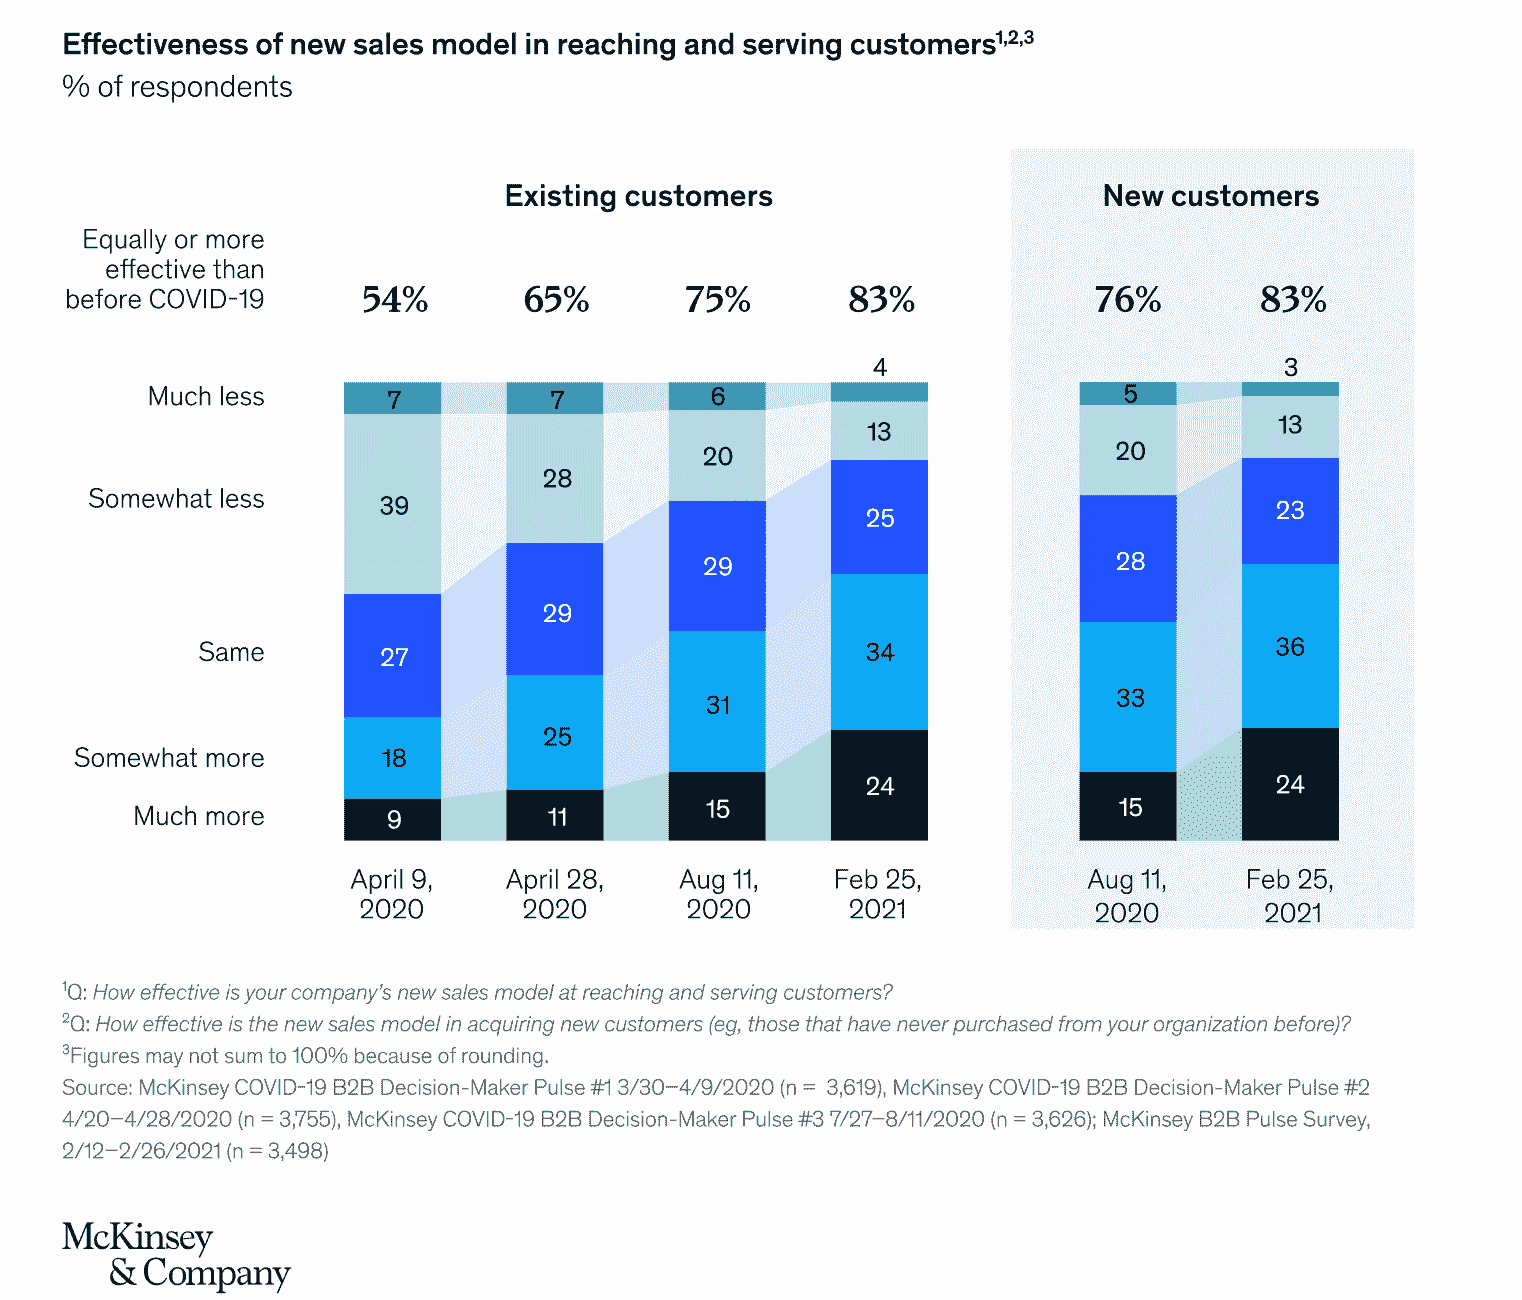 Effectiveness of new sales model in reaching and serving customers1,2,3
% of respondents
Existing customers
New customers
Equally or more
effective than
before COVID-19
54%
65%
75%
83%
76%
83%
Much less
7
7
6
4
5
3
Somewhat less
39
28
20
13
20
13
Same
27
29
29
25
28
23
Somewhat more
18
25
31
34
33
36
Much more
9
11
15
24
15
24
April 9,
2020
April 28,
2020
Aug 11,
2020
Feb 25,
2021
Aug 11,
2020
Feb 25,
2021
1Q: How effective is your company's new sales model at reaching and serving customers?
2Q: How effective is the new sales model in acquiring new customers (eg, those that have never purchased from your organization before)?
3Figures may not sum to 100% because of rounding.
Source: McKinsey COVID-19 B2B Decision-Maker Pulse #1 3/30–4/9/2020 (n = 3,619), McKinsey COVID-19 B2B Decision-Maker Pulse #2
4/20–4/28/2020 (n = 3,755), McKinsey COVID-19 B2B Decision-Maker Pulse #3 7/27–8/11/2020 (n = 3,626); McKinsey B2B Pulse Survey,
2/12–2/26/2021 (n = 3,498)
McKinsey
& Company